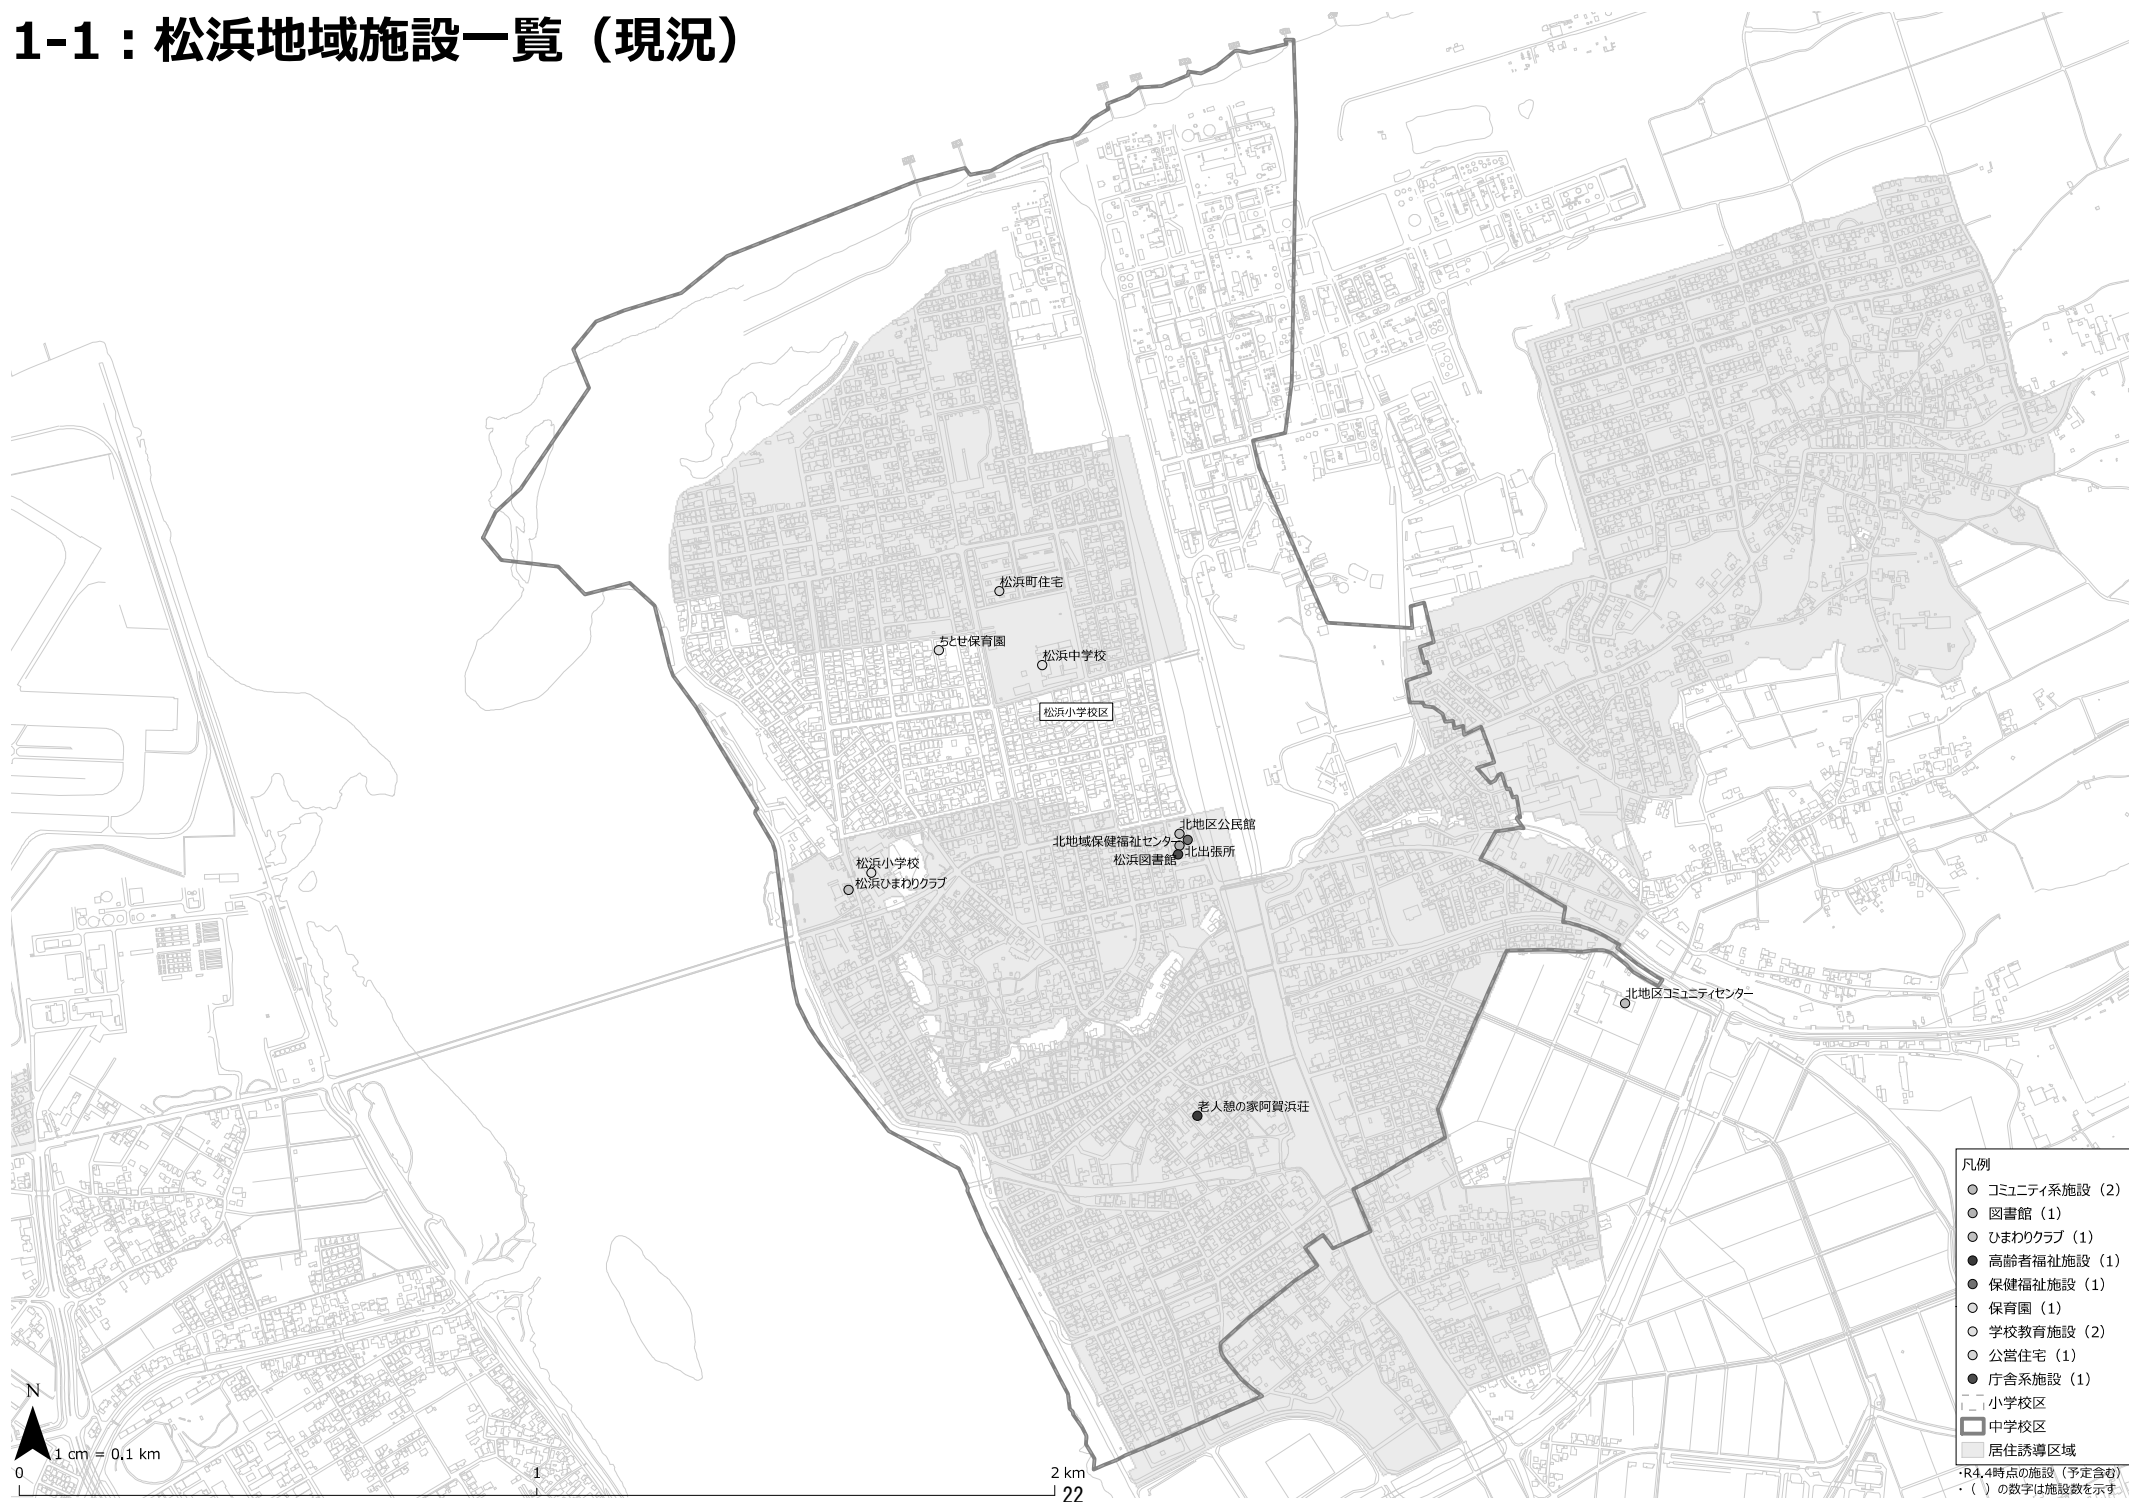 1-1：松浜地域施設一覧（現況）
松浜町住宅
ちとせ保育園
松浜中学校
松浜小学校区
北地区公民館
北地域保健福祉センター
北出張所
松浜図書館
松浜小学校
松浜ひまわりクラブ
北地区コミュニティセンター
老人憩の家阿賀浜荘
凡例
コミュニティ系施設（2）
図書館（1）
ひまわりクラブ（1）
高齢者福祉施設（1）
保健福祉施設（1）
保育園（1）
学校教育施設（2）
公営住宅（1）
庁舎系施設（1）
小学校区
中学校区
居住誘導区域
・R4.4時点の施設（予定含む）
・（ ）の数字は施設数を示す
N
1 cm = 0.1 km
0 1 2 km
22